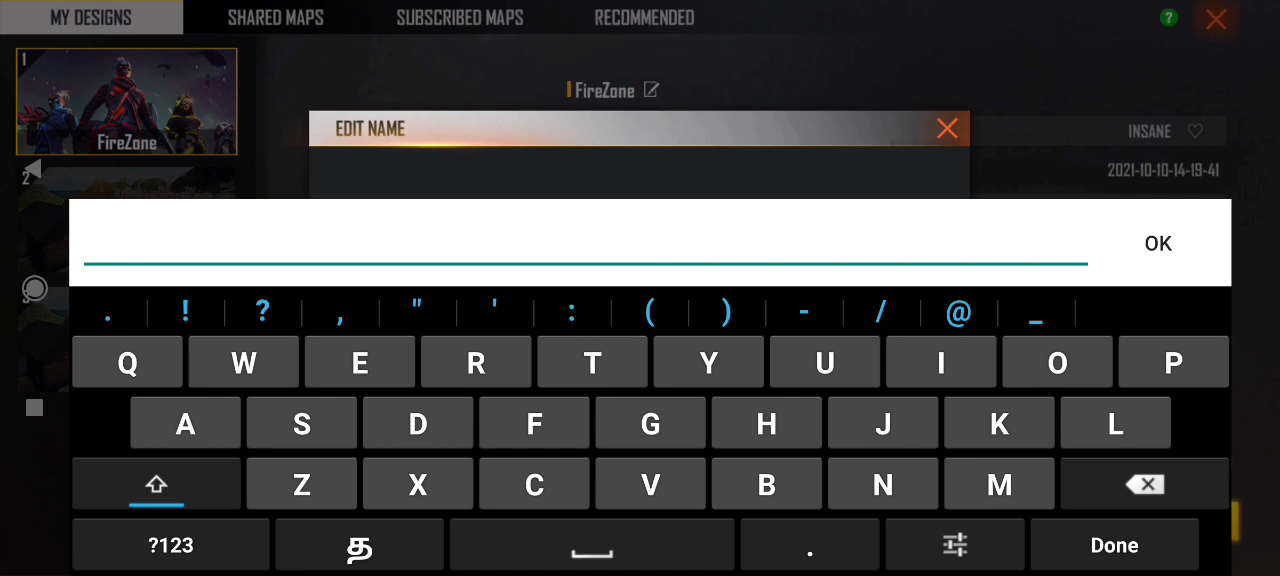 MY DESIGNS SHARED MAPS SUBSCRIBED MAPS RECOMMENDED ?
1
FireZone
FireZone
EDIT NAME
INSANE
2
2021-10-10-14-19-41
OK
. ! ? , " ' : ( ) - / @ _
Q W E R T Y U I O P
A S D F G H J K L
Z X C V B N M
?123 த . Done